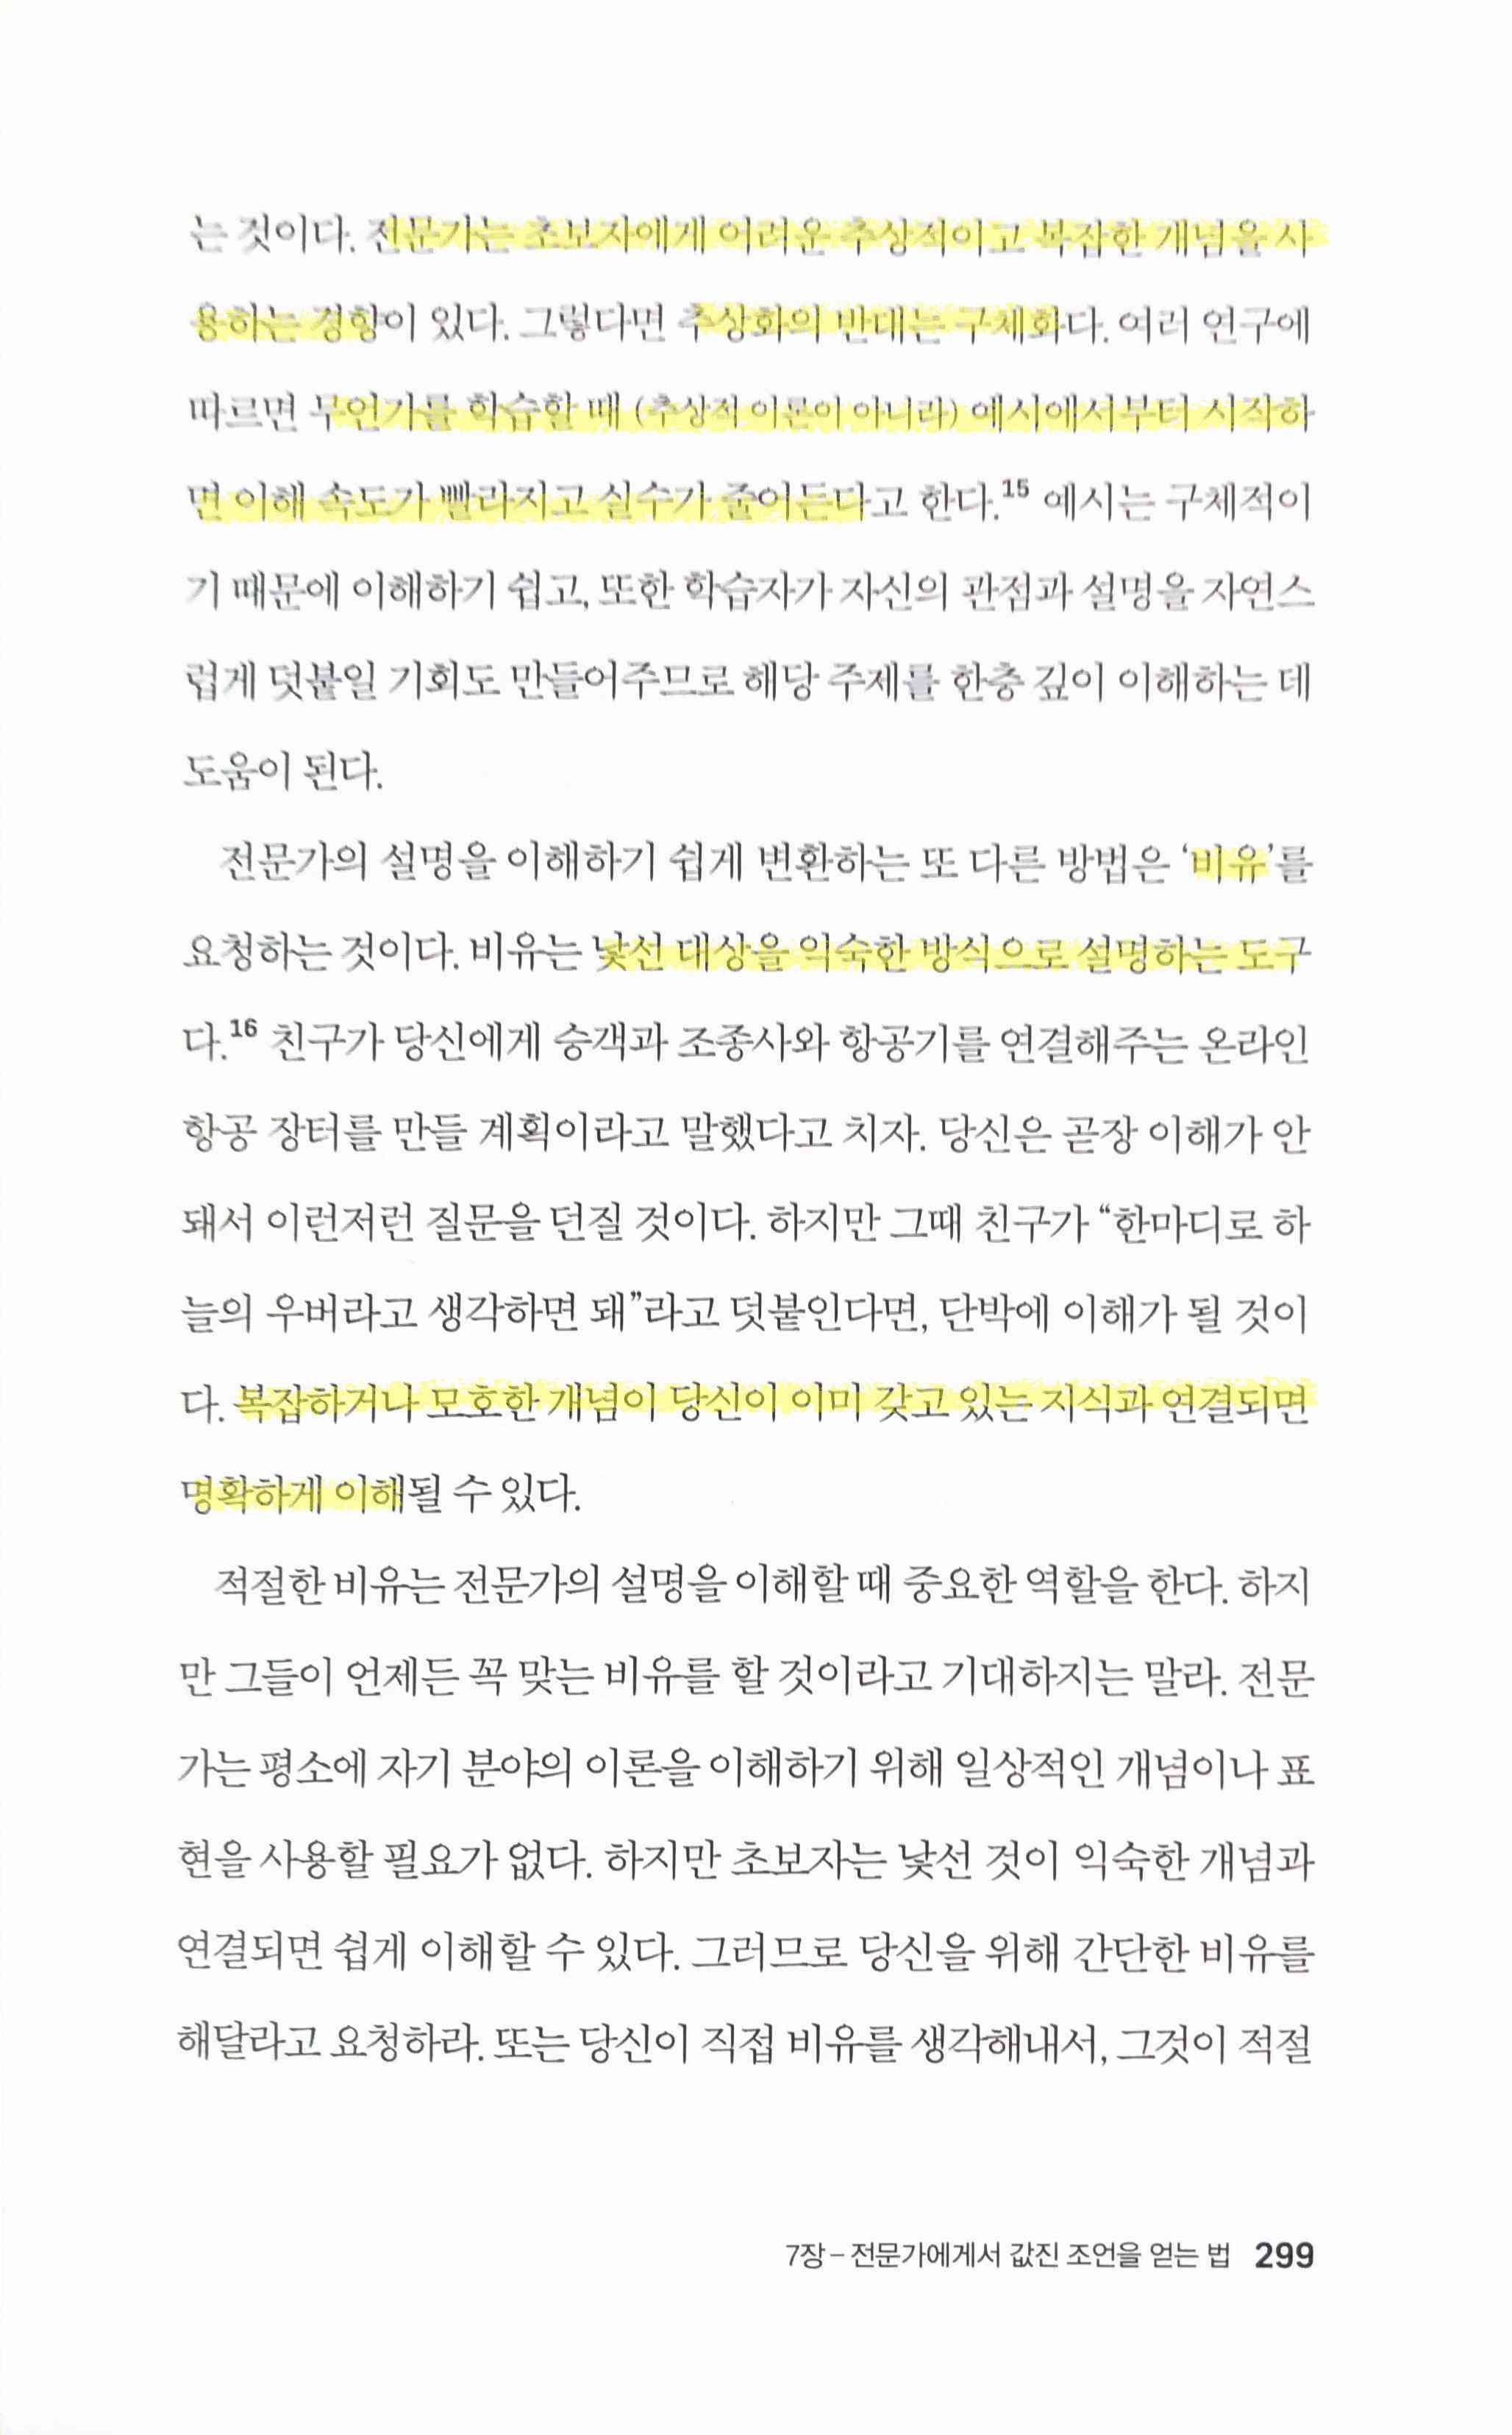 는 것이다. 전문가는 초보자에게 어려운 추상적이고 복잡한 개념을 사
용하는 경향이 있다. 그렇다면 추상화의 반대는 구체화다. 여러 연구에
따르면 무언가를 학습할 때 (추상적 이론이 아니라) 예시에서부터 시작하
면 이해 속도가 빨라지고 실수가 줄어든다고 한다.15 예시는 구체적이
기 때문에 이해하기 쉽고, 또한 학습자가 자신의 관점과 설명을 자연스
럽게 덧붙일 기회도 만들어주므로 해당 주제를 한층 깊이 이해하는 데
도움이 된다.
전문가의 설명을 이해하기 쉽게 변환하는 또 다른 방법은 ‘비유’를
요청하는 것이다. 비유는 낯선 대상을 익숙한 방식으로 설명하는 도구
다.16 친구가 당신에게 승객과 조종사와 항공기를 연결해주는 온라인
항공 장터를 만들 계획이라고 말했다고 치자. 당신은 곧장 이해가 안
돼서 이런저런 질문을 던질 것이다. 하지만 그때 친구가 “한마디로 하
늘의 우버라고 생각하면 돼”라고 덧붙인다면, 단박에 이해가 될 것이
다. 복잡하거나 모호한 개념이 당신이 이미 갖고 있는 지식과 연결되면
명확하게 이해될 수 있다.
적절한 비유는 전문가의 설명을 이해할 때 중요한 역할을 한다. 하지
만 그들이 언제든 꼭 맞는 비유를 할 것이라고 기대하지는 말라. 전문
가는 평소에 자기 분야의 이론을 이해하기 위해 일상적인 개념이나 표
현을 사용할 필요가 없다. 하지만 초보자는 낯선 것이 익숙한 개념과
연결되면 쉽게 이해할 수 있다. 그러므로 당신을 위해 간단한 비유를
해달라고 요청하라. 또는 당신이 직접 비유를 생각해내서, 그것이 적절
7장 – 전문가에게서 값진 조언을 얻는 법 299